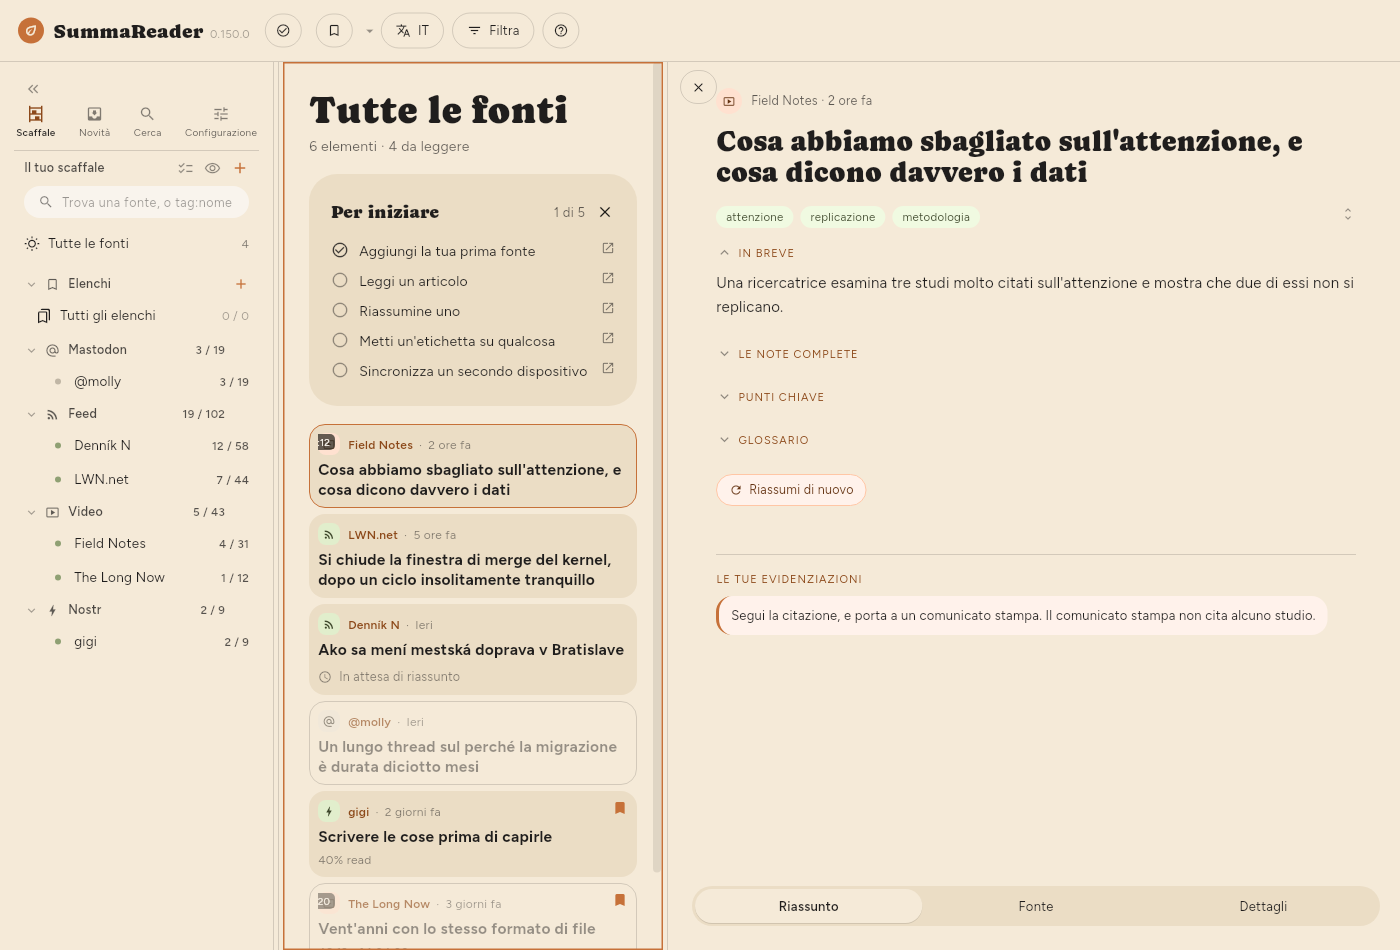 SummaReader 0.150.0
IT
Filtra
Scaffale
Novità
Cerca
Configurazione
Il tuo scaffale
Trova una fonte, o tag:nome
Tutte le fonti 4
Elenchi
Tutti gli elenchi 0 / 0
Mastodon 3 / 19
@molly 3 / 19
Feed 19 / 102
Denník N 12 / 58
LWN.net 7 / 44
Video 5 / 43
Field Notes 4 / 31
The Long Now 1 / 12
Nostr 2 / 9
gigi 2 / 9
Tutte le fonti
6 elementi · 4 da leggere
Per iniziare 1 di 5
Aggiungi la tua prima fonte
Leggi un articolo
Riassumine uno
Metti un'etichetta su qualcosa
Sincronizza un secondo dispositivo
:12
Field Notes · 2 ore fa
Cosa abbiamo sbagliato sull'attenzione, e
cosa dicono davvero i dati
LWN.net · 5 ore fa
Si chiude la finestra di merge del kernel,
dopo un ciclo insolitamente tranquillo
Denník N · Ieri
Ako sa mení mestská doprava v Bratislave
In attesa di riassunto
@molly · Ieri
Un lungo thread sul perché la migrazione
è durata diciotto mesi
gigi · 2 giorni fa
Scrivere le cose prima di capirle
40% read
20
The Long Now · 3 giorni fa
Vent'anni con lo stesso formato di file
Field Notes · 2 ore fa
Cosa abbiamo sbagliato sull'attenzione, e
cosa dicono davvero i dati
attenzione
replicazione
metodologia
IN BREVE
Una ricercatrice esamina tre studi molto citati sull'attenzione e mostra che due di essi non si
replicano.
LE NOTE COMPLETE
PUNTI CHIAVE
GLOSSARIO
Riassumi di nuovo
LE TUE EVIDENZIAZIONI
Segui la citazione, e porta a un comunicato stampa. Il comunicato stampa non cita alcuno studio.
Riassunto
Fonte
Dettagli